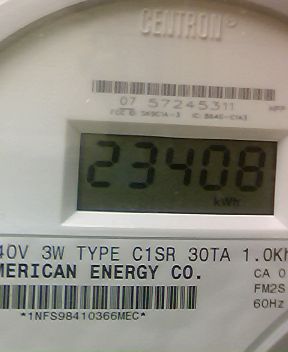 CENTRON
07 57245311
23408
kWh
40V 3W TYPE C1SR 30TA 1.0Kh
MERICAN ENERGY CO.
CA 0
FM2S
60Hz
*1NFS98410366MEC*